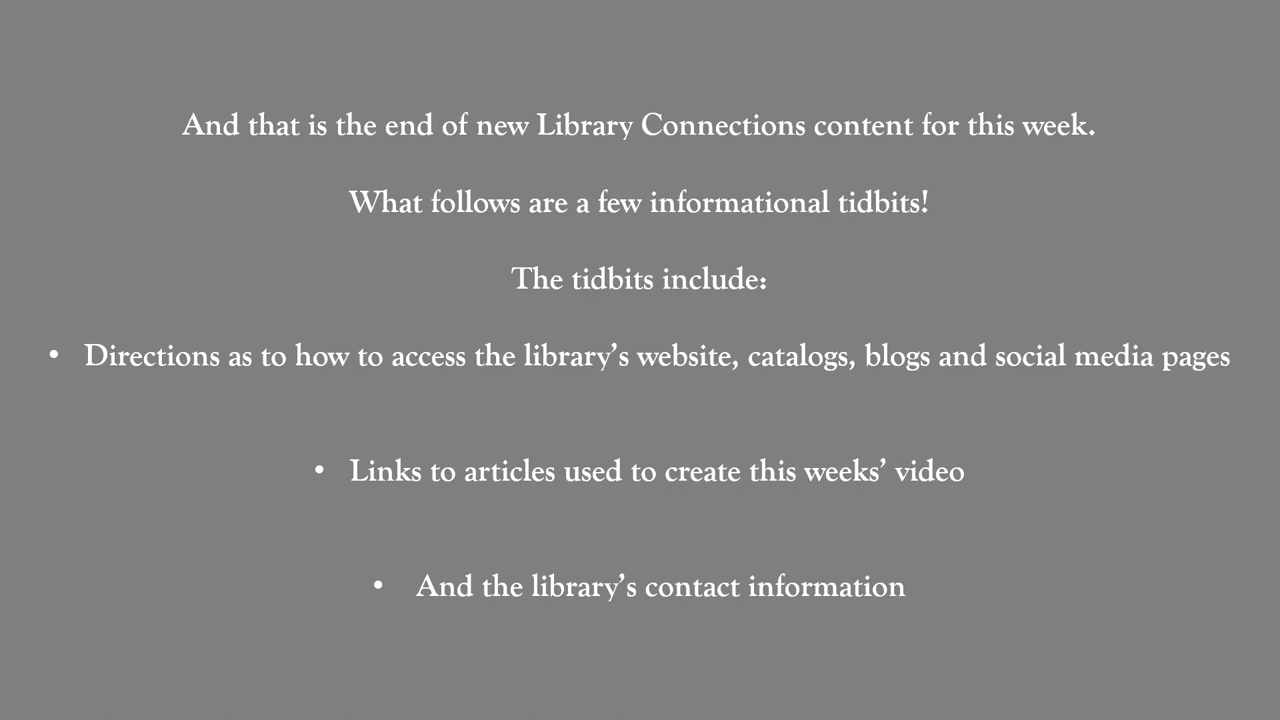 And that is the end of new Library Connections content for this week.
What follows are a few informational tidbits!
The tidbits include:
• Directions as to how to access the library’s website, catalogs, blogs and social media pages
• Links to articles used to create this weeks’ video
• And the library’s contact information